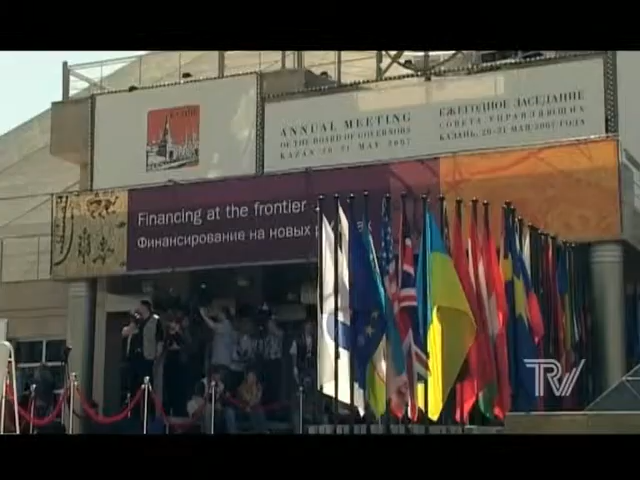 ANNUAL MEETING
OF THE BOARD OF GOVERNORS
KAZAN 20-21 MAY 2007
ЕЖЕГОДНОЕ ЗАСЕДАНИЕ
СОВЕТА УПРАВЛЯЮЩИХ
КАЗАНЬ, 20-21 МАЯ 2007 ГОДА
Financing at the frontier
Финансирование на новых
TV